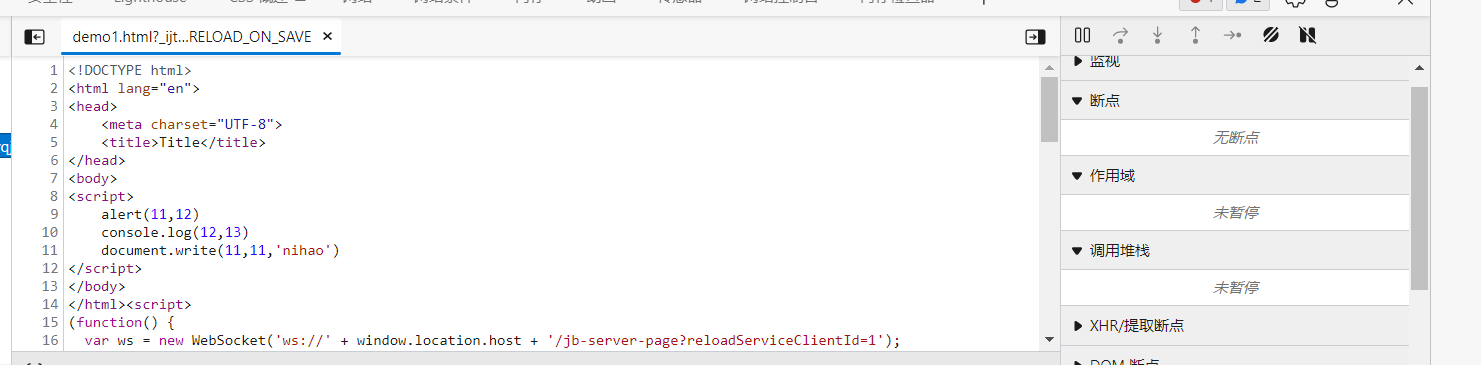 Lighthouse
demo1.html?_ijt...RELOAD_ON_SAVE
1 <!DOCTYPE html>
2 <html lang="en">
3 <head>
4 <meta charset="UTF-8">
5 <title>Title</title>
6 </head>
7 <body>
8 <script>
9 alert(11,12)
10 console.log(12,13)
11 document.write(11,11,'nihao')
12 </script>
13 </body>
14 </html><script>
15 (function() {
16 var ws = new WebSocket('ws://' + window.location.host + '/jb-server-page?reloadServiceClientId=1');
监视
断点
无断点
作用域
未暂停
调用堆栈
未暂停
XHR/提取断点
DOM 断点